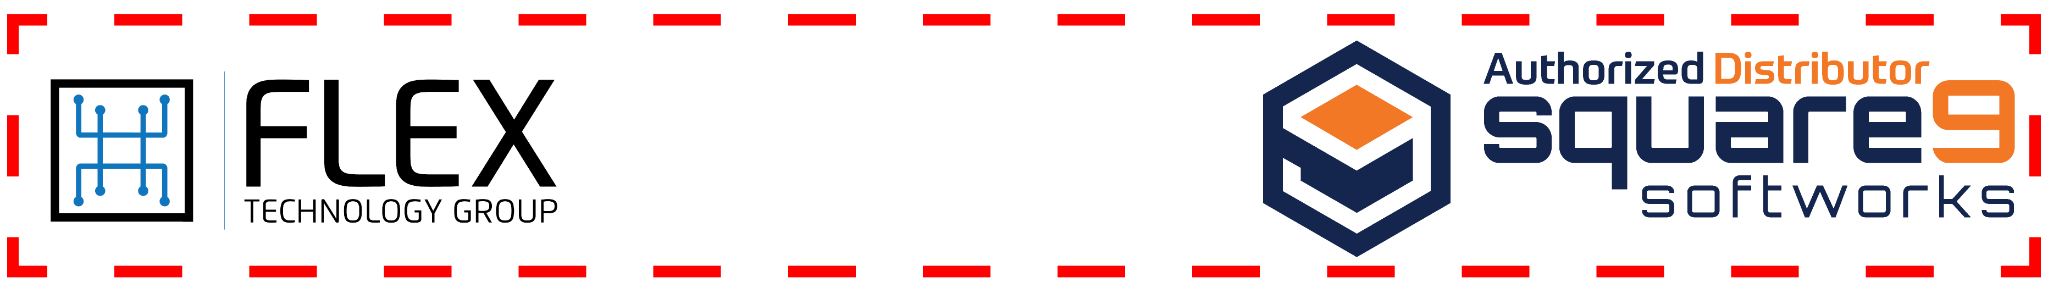 FLEX
TECHNOLOGY GROUP
Authorized Distributor
square9
softworks